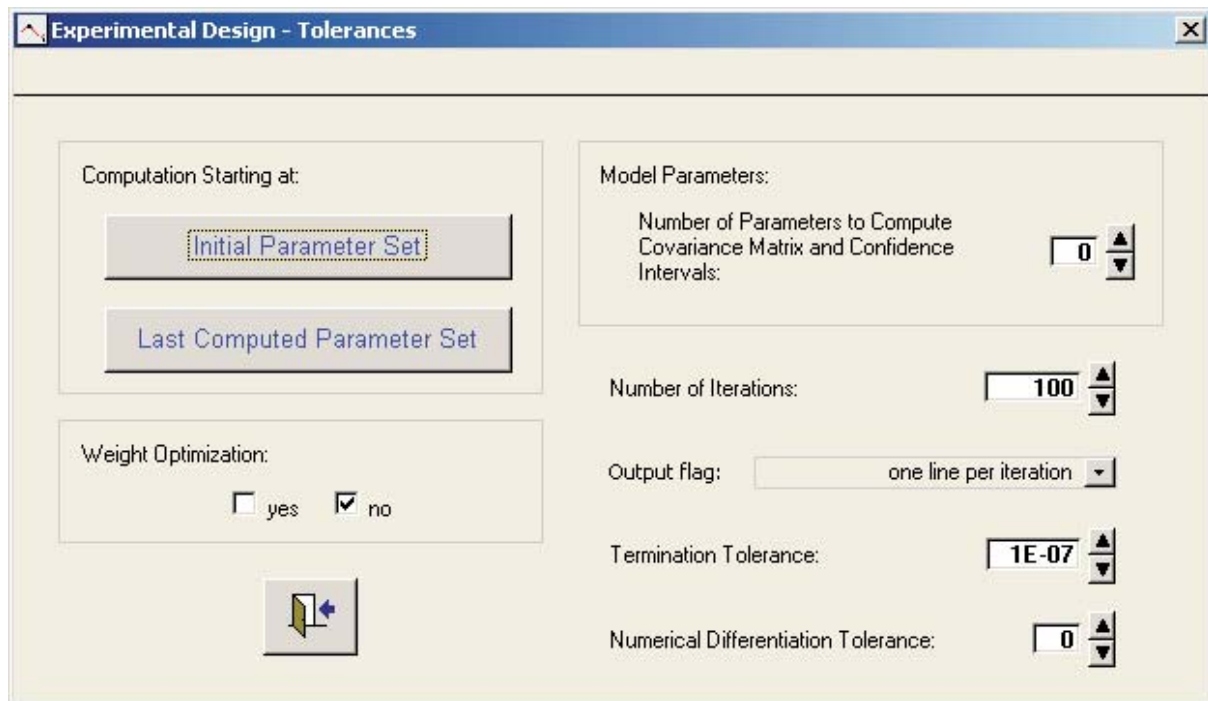 Experimental Design - Tolerances
Computation Starting at:
Initial Parameter Set
Last Computed Parameter Set
Weight Optimization:
yes no
Model Parameters:
Number of Parameters to Compute
Covariance Matrix and Confidence
Intervals:
0
Number of Iterations: 100
Output flag: one line per iteration
Termination Tolerance: 1E-07
Numerical Differentiation Tolerance: 0